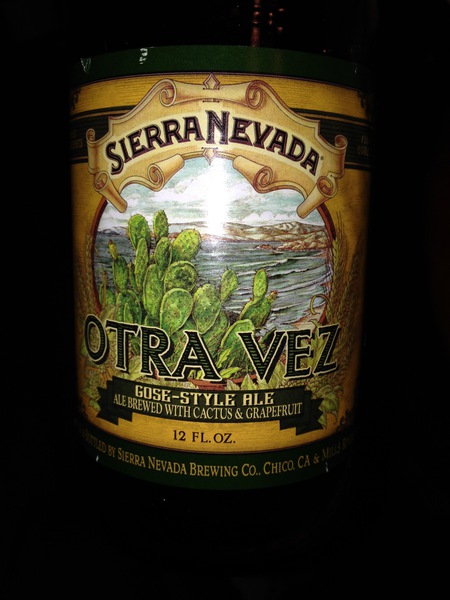 SIERRA NEVADA
OTRA VEZ
GOSE-STYLE ALE
ALE BREWED WITH CACTUS & GRAPEFRUIT
12 FL. OZ.
BY SIERRA NEVADA BREWING CO., CHICO, CA &